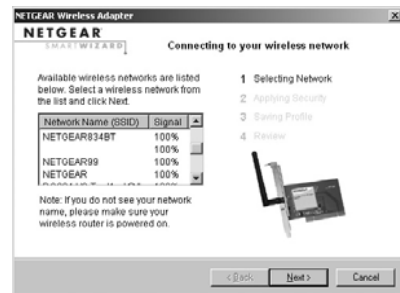 NETGEAR Wireless Adapter
NETGEAR
SMARTWIZARD
Connecting to your wireless network
Available wireless networks are listed
below. Select a wireless network from
the list and click Next.
Network Name (SSID) Signal
NETGEAR834BT 100%
100%
NETGEAR99 100%
NETGEAR 100%
Note: If you do not see your network
name, please make sure your
wireless router is powered on.
1 Selecting Network
2 Applying Security
3 Saving Profile
4 Review
< Back
Next >
Cancel